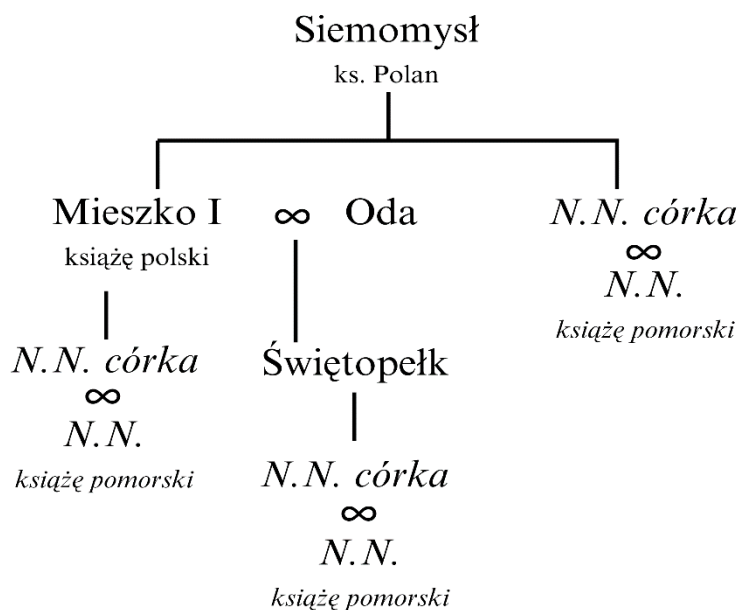 Siemomysł
ks. Polan
Mieszko I ∞ Oda
książę polski
N.N. córka
∞
N.N.
książę pomorski
N.N. córka
∞
N.N.
książę pomorski
Świętopełk
N.N. córka
∞
N.N.
książę pomorski